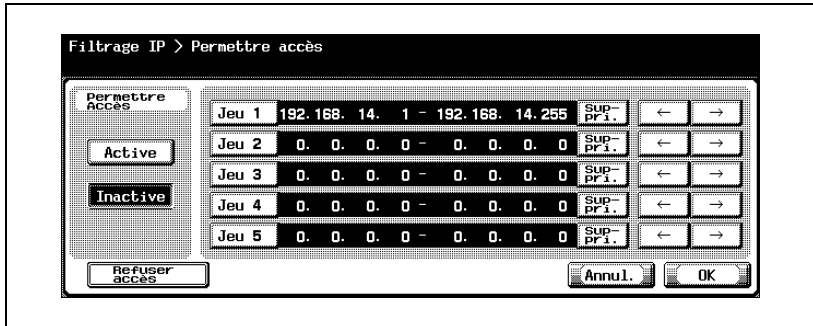 Filtrage IP > Permettre accès
Permettre
Accès
Active
Inactive
Jeu 1 192.168. 14. 1 - 192.168. 14.255 Sup-
pri. ← →
Jeu 2 0. 0. 0. 0 - 0. 0. 0. 0 Sup-
pri. ← →
Jeu 3 0. 0. 0. 0 - 0. 0. 0. 0 Sup-
pri. ← →
Jeu 4 0. 0. 0. 0 - 0. 0. 0. 0 Sup-
pri. ← →
Jeu 5 0. 0. 0. 0 - 0. 0. 0. 0 Sup-
pri. ← →
Refuser
accès
Annul. OK